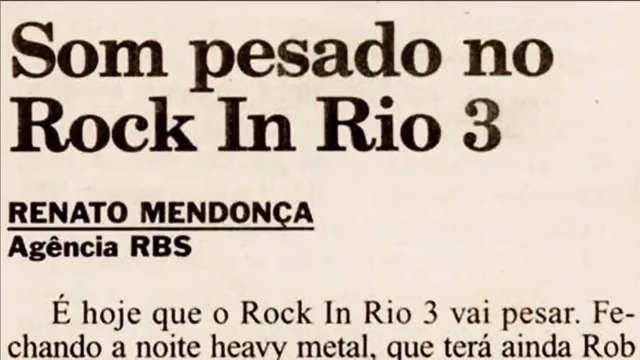 Som pesado no
Rock In Rio 3
RENATO MENDONÇA
Agência RBS
É hoje que o Rock In Rio 3 vai pesar. Fe-
chando a noite heavy metal, que terá ainda Rob